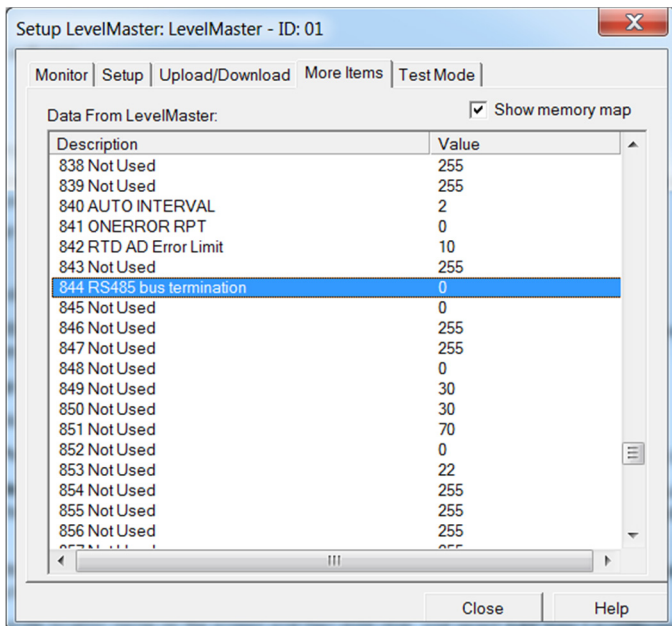 Setup LevelMaster: LevelMaster - ID: 01
Monitor Setup Upload/Download More Items Test Mode
Data From LevelMaster: Show memory map
Description Value
838 Not Used 255
839 Not Used 255
840 AUTO INTERVAL 2
841 ONERROR RPT 0
842 RTD AD Error Limit 10
843 Not Used 255
844 RS485 bus termination 0
845 Not Used 0
846 Not Used 255
847 Not Used 255
848 Not Used 0
849 Not Used 30
850 Not Used 30
851 Not Used 70
852 Not Used 0
853 Not Used 22
854 Not Used 255
855 Not Used 255
856 Not Used 255
Close Help